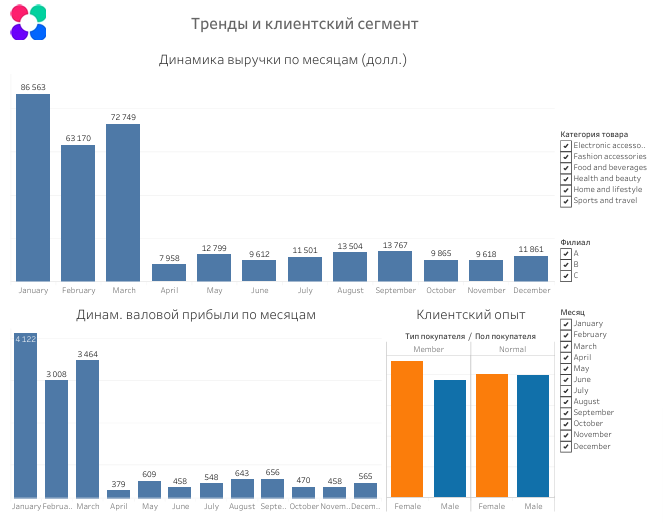 Тренды и клиентский сегмент
Динамика выручки по месяцам (долл.)
86 563
63 170
72 749
7 958
12 799
9 612
11 501
13 504
13 767
9 865
9 618
11 861
January February March April May June July August September October November December
Категория товара
Electronic accesso..
Fashion accessories
Food and beverages
Health and beauty
Home and lifestyle
Sports and travel
Филиал
A
B
C
Динам. валовой прибыли по месяцам
4 122
3 008
3 464
379
609
458
548
643
656
470
458
565
January Februa.. March April May June July August Septe.. October Novem.. Decem..
Клиентский опыт
Тип покупателя / Пол покупателя
Member Normal
Female Male Female Male
Месяц
January
February
March
April
May
June
July
August
September
October
November
December